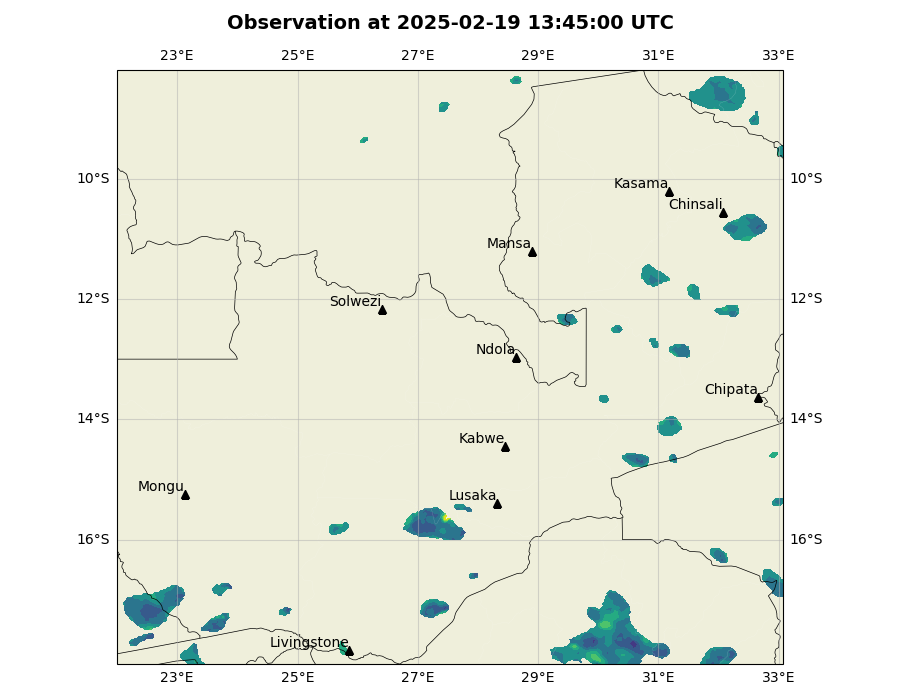 Observation at 2025-02-19 13:45:00 UTC
23°E 25°E 27°E 29°E 31°E 33°E
10°S 10°S
Kasama
Chinsali
Mansa
12°S 12°S
Solwezi
Ndola
Chipata
14°S 14°S
Kabwe
Mongu
Lusaka
16°S 16°S
Livingstone
23°E 25°E 27°E 29°E 31°E 33°E